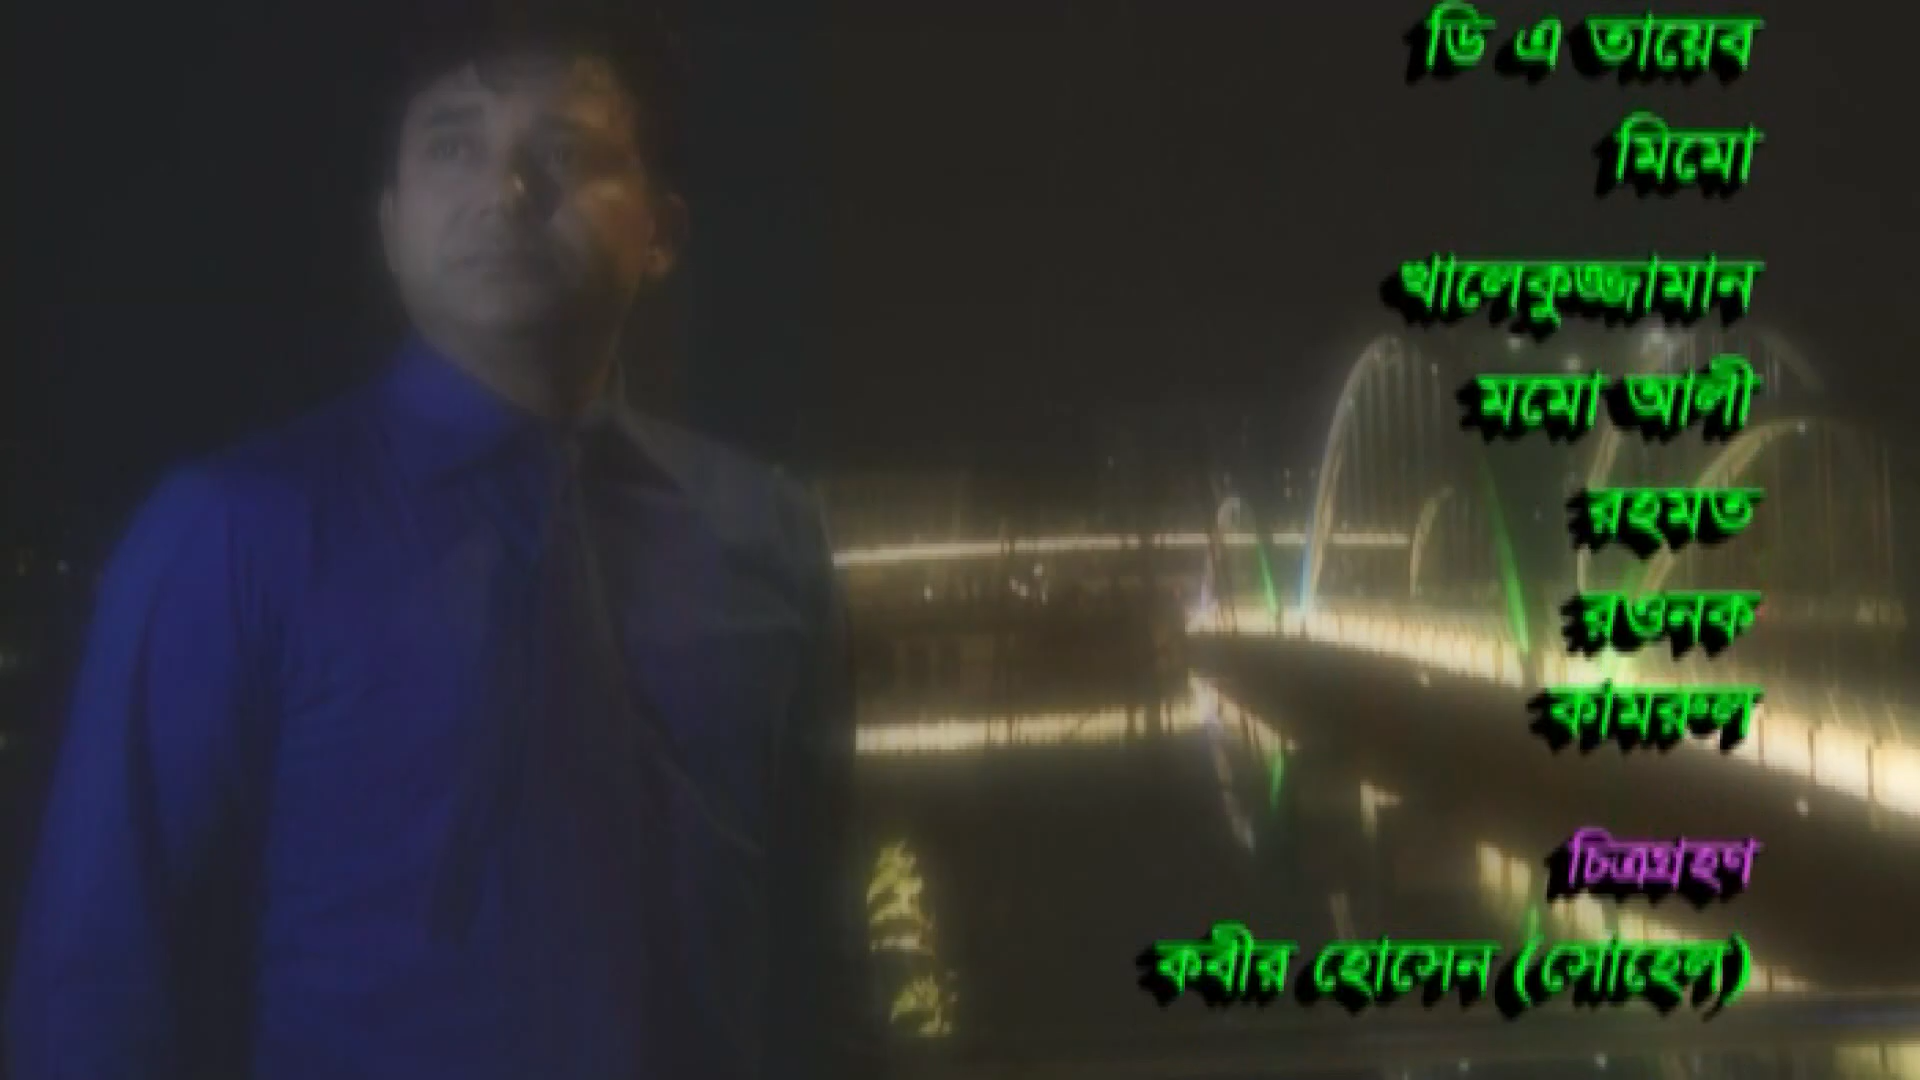 ডি এ তায়েব
মিমো
খালেকুজ্জামান
মমো আলী
রহমত
রওনক
কামরুল
চিত্রগ্রহণ
কবীর হোসেন (সোহেল)